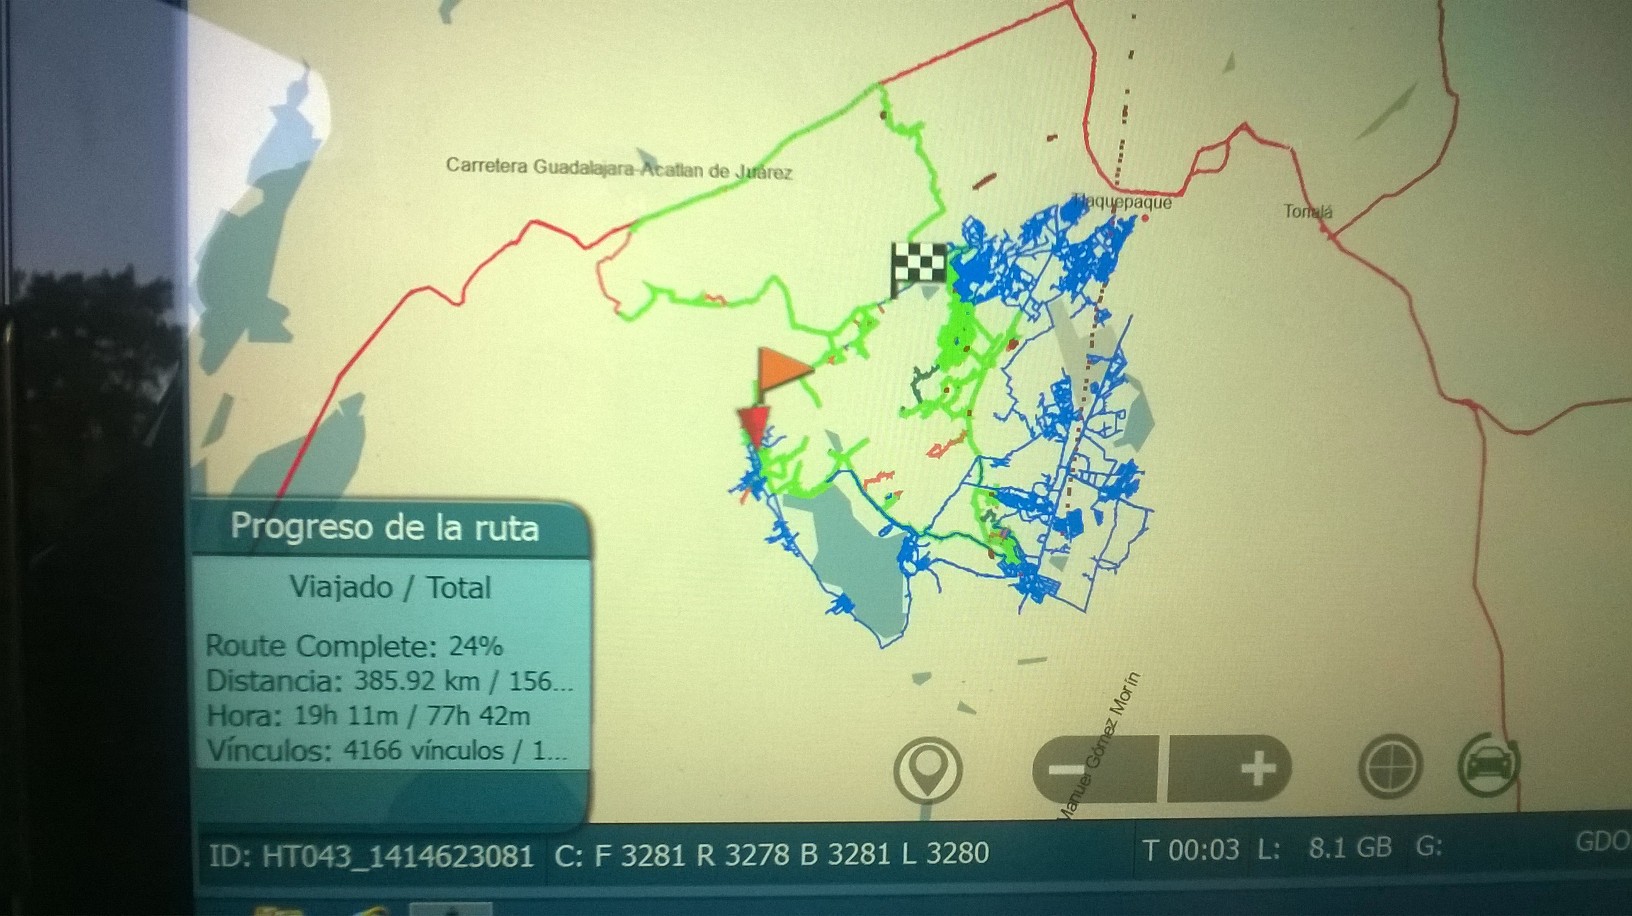 Carretera Guadalajara-Acatlan de Juárez
Tlaquepaque
Tonalá
Manuel Gómez Morín
Progreso de la ruta
Viajado / Total
Route Complete: 24%
Distancia: 385.92 km / 156...
Hora: 19h 11m / 77h 42m
Vínculos: 4166 vínculos / 1...
ID: HT043_1414623081 C: F 3281 R 3278 B 3281 L 3280 T 00:03 L: 8.1 GB G: GDO